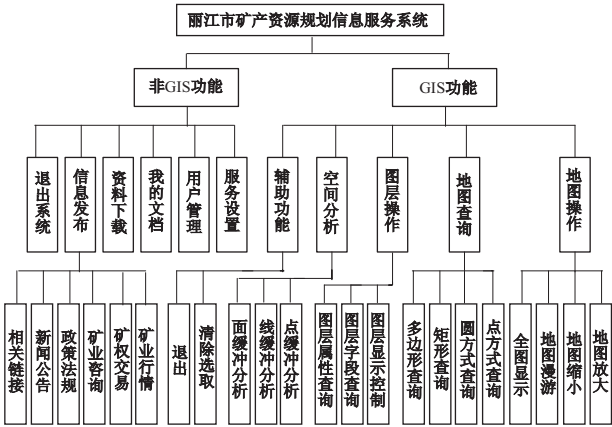 丽江市矿产资源规划信息服务系统
非GIS功能
GIS功能
退出系统
信息发布
资料下载
我的文档
用户管理
服务设置
辅助功能
空间分析
图层操作
地图查询
地图操作
相关链接
新闻公告
政策法规
矿业咨询
矿权交易
矿业行情
退出
清除选取
面缓冲分析
线缓冲分析
点缓冲分析
图层属性查询
图层字段查询
图层显示控制
多边形查询
矩形查询
圆方式查询
点方式查询
全图显示
地图漫游
地图缩小
地图放大